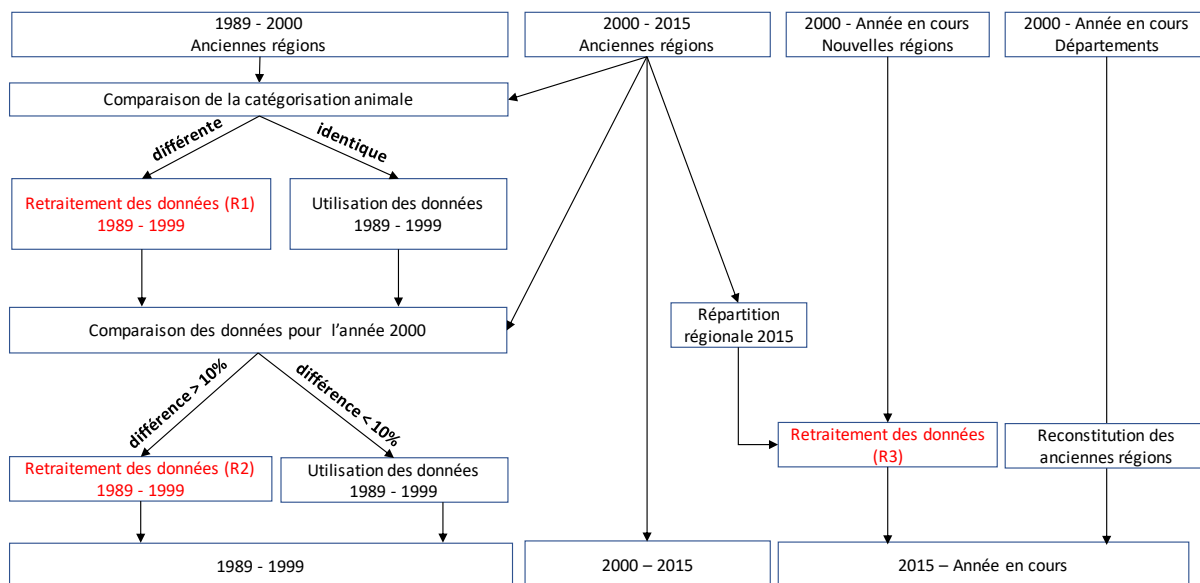 1989 - 2000
Anciennes régions
2000 - 2015
Anciennes régions
2000 - Année en cours
Nouvelles régions
2000 - Année en cours
Départements
Comparaison de la catégorisation animale
différente
identique
Retraitement des données (R1)
1989 - 1999
Utilisation des données
1989 - 1999
Comparaison des données pour l’année 2000
Répartition
régionale 2015
différence > 10%
différence < 10%
Retraitement des données
(R3)
Reconstitution des
anciennes régions
Retraitement des données (R2)
1989 - 1999
Utilisation des données
1989 - 1999
1989 - 1999
2000 – 2015
2015 – Année en cours